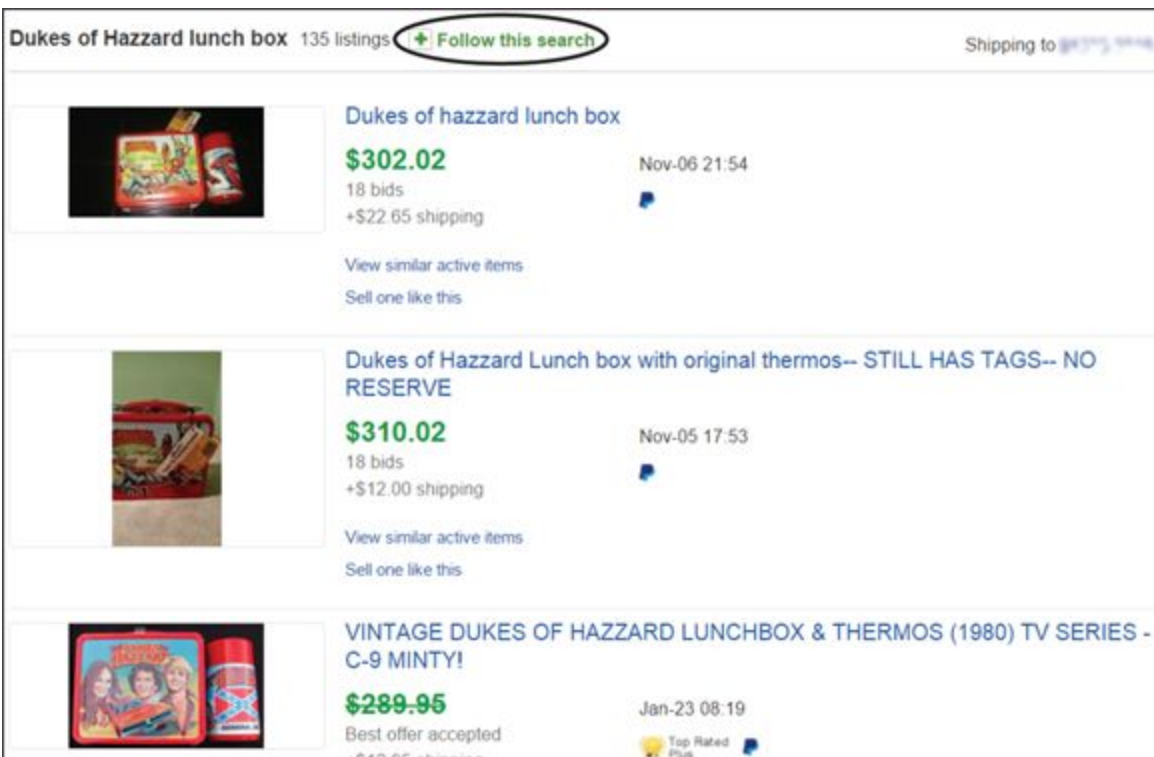 Dukes of Hazzard lunch box 135 listings + Follow this search
Shipping to
Dukes of hazzard lunch box
$302.02
Nov-06 21:54
18 bids
+$22.65 shipping
View similar active items
Sell one like this
Dukes of Hazzard Lunch box with original thermos-- STILL HAS TAGS-- NO
RESERVE
$310.02
Nov-05 17:53
18 bids
+$12.00 shipping
View similar active items
Sell one like this
VINTAGE DUKES OF HAZZARD LUNCHBOX & THERMOS (1980) TV SERIES -
C-9 MINTY!
$289.95
Jan-23 08:19
Best offer accepted
Top Rated
Plus
shipping